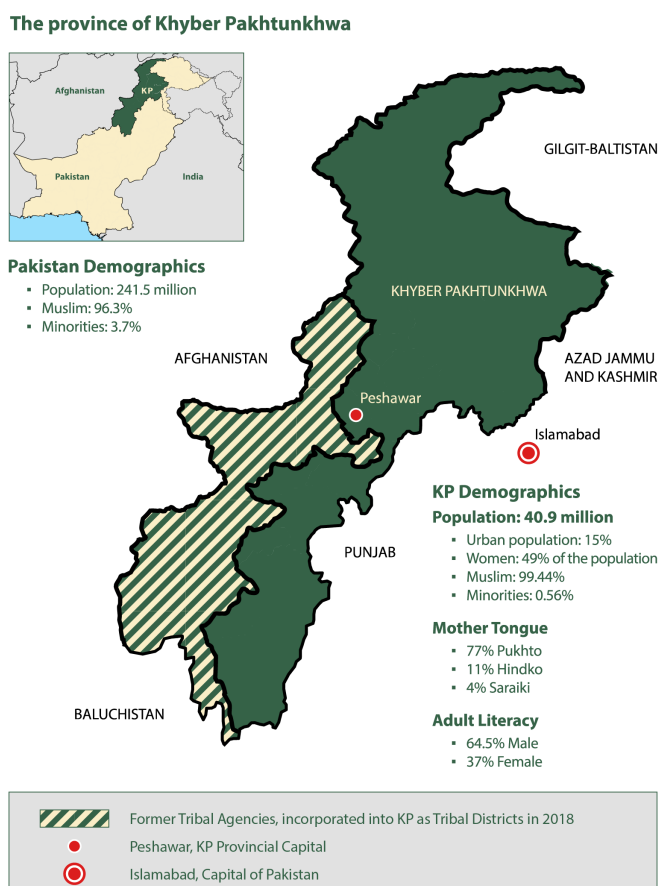 The province of Khyber Pakhtunkhwa
Afghanistan
KP
Pakistan
India
Pakistan Demographics
▪ Population: 241.5 million
▪ Muslim: 96.3%
▪ Minorities: 3.7%
GILGIT-BALTISTAN
KHYBER PAKHTUNKHWA
AFGHANISTAN
AZAD JAMMU
AND KASHMIR
Peshawar
Islamabad
PUNJAB
BALUCHISTAN
KP Demographics
Population: 40.9 million
▪ Urban population: 15%
▪ Women: 49% of the population
▪ Muslim: 99.44%
▪ Minorities: 0.56%
Mother Tongue
▪ 77% Pukhto
▪ 11% Hindko
▪ 4% Saraiki
Adult Literacy
▪ 64.5% Male
▪ 37% Female
Former Tribal Agencies, incorporated into KP as Tribal Districts in 2018
Peshawar, KP Provincial Capital
Islamabad, Capital of Pakistan